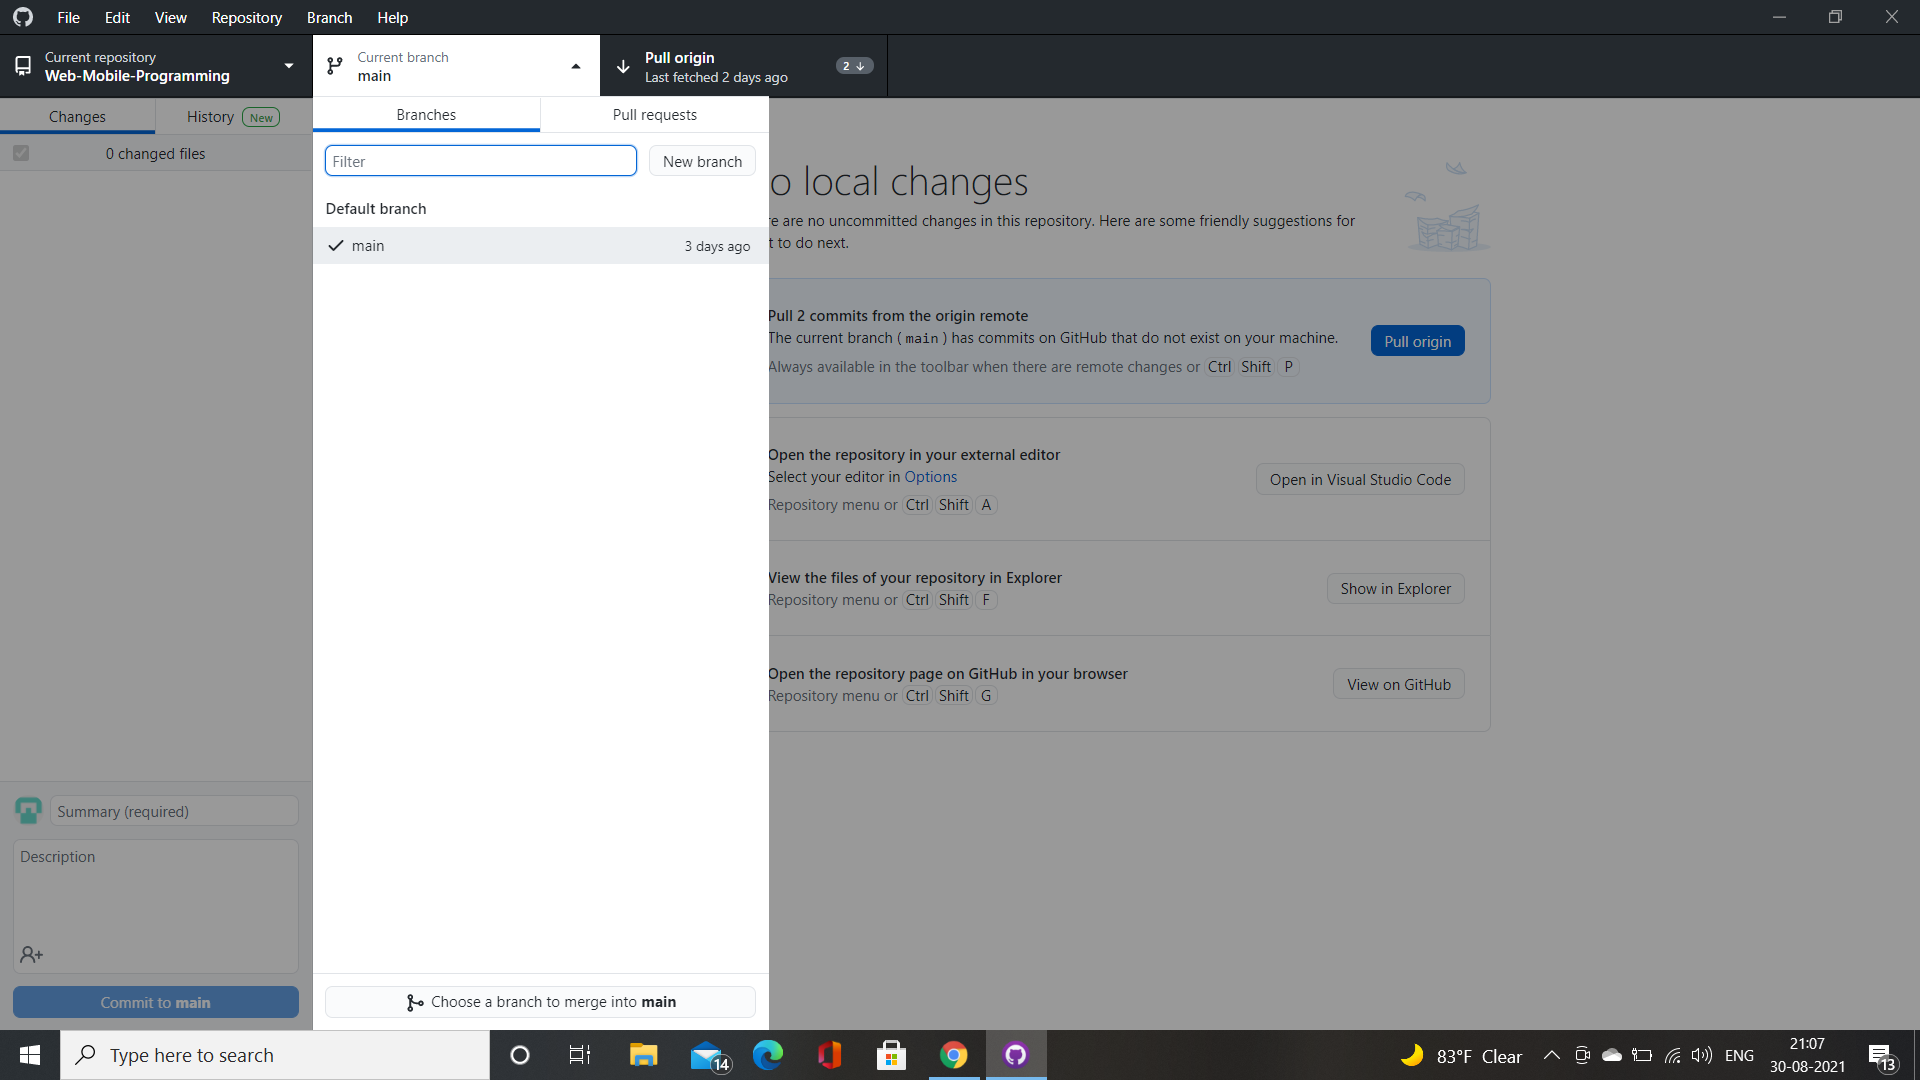 File Edit View Repository Branch Help
Current repository
Web-Mobile-Programming
Current branch
main
Pull origin
Last fetched 2 days ago
2
Changes
History New
0 changed files
Branches
Pull requests
Filter
New branch
Default branch
main 3 days ago
Choose a branch to merge into main
o local changes
re are no uncommitted changes in this repository. Here are some friendly suggestions for
t to do next.
Pull 2 commits from the origin remote
The current branch ( main ) has commits on GitHub that do not exist on your machine.
Always available in the toolbar when there are remote changes or Ctrl Shift P
Pull origin
Open the repository in your external editor
Select your editor in Options
Repository menu or Ctrl Shift A
Open in Visual Studio Code
View the files of your repository in Explorer
Repository menu or Ctrl Shift F
Show in Explorer
Open the repository page on GitHub in your browser
Repository menu or Ctrl Shift G
View on GitHub
Summary (required)
Description
Commit to main
Type here to search
14
83°F Clear
ENG
21:07
30-08-2021
13